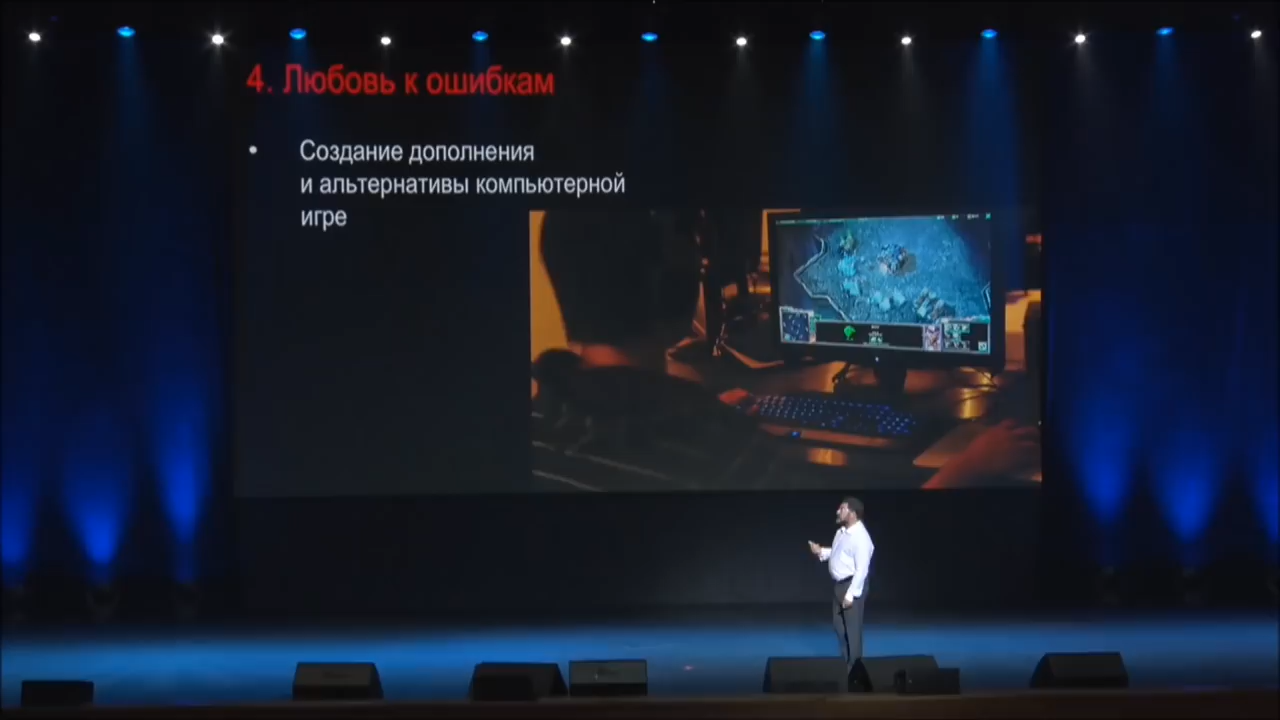 4. Любовь к ошибкам
• Создание дополнения
и альтернативы компьютерной
игре